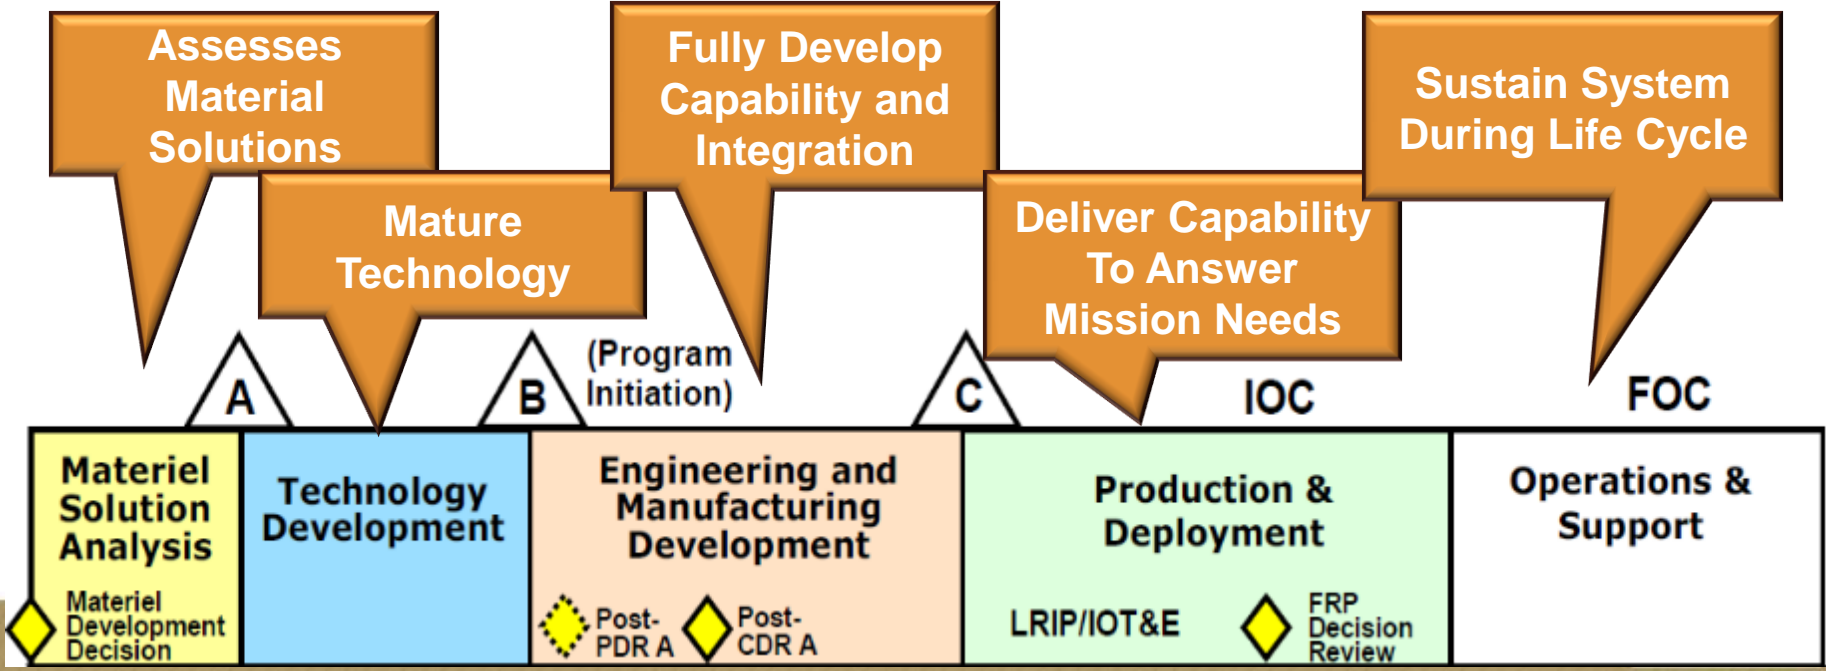 Assesses
Material
Solutions
Mature
Technology
Fully Develop
Capability and
Integration
Deliver Capability
To Answer
Mission Needs
Sustain System
During Life Cycle
A
B
(Program
Initiation)
C
IOC
FOC
Materiel
Solution
Analysis
Materiel
Development
Decision
Technology
Development
Engineering and
Manufacturing
Development
Post-
PDR A
Post-
CDR A
Production &
Deployment
LRIP/IOT&E
FRP
Decision
Review
Operations &
Support